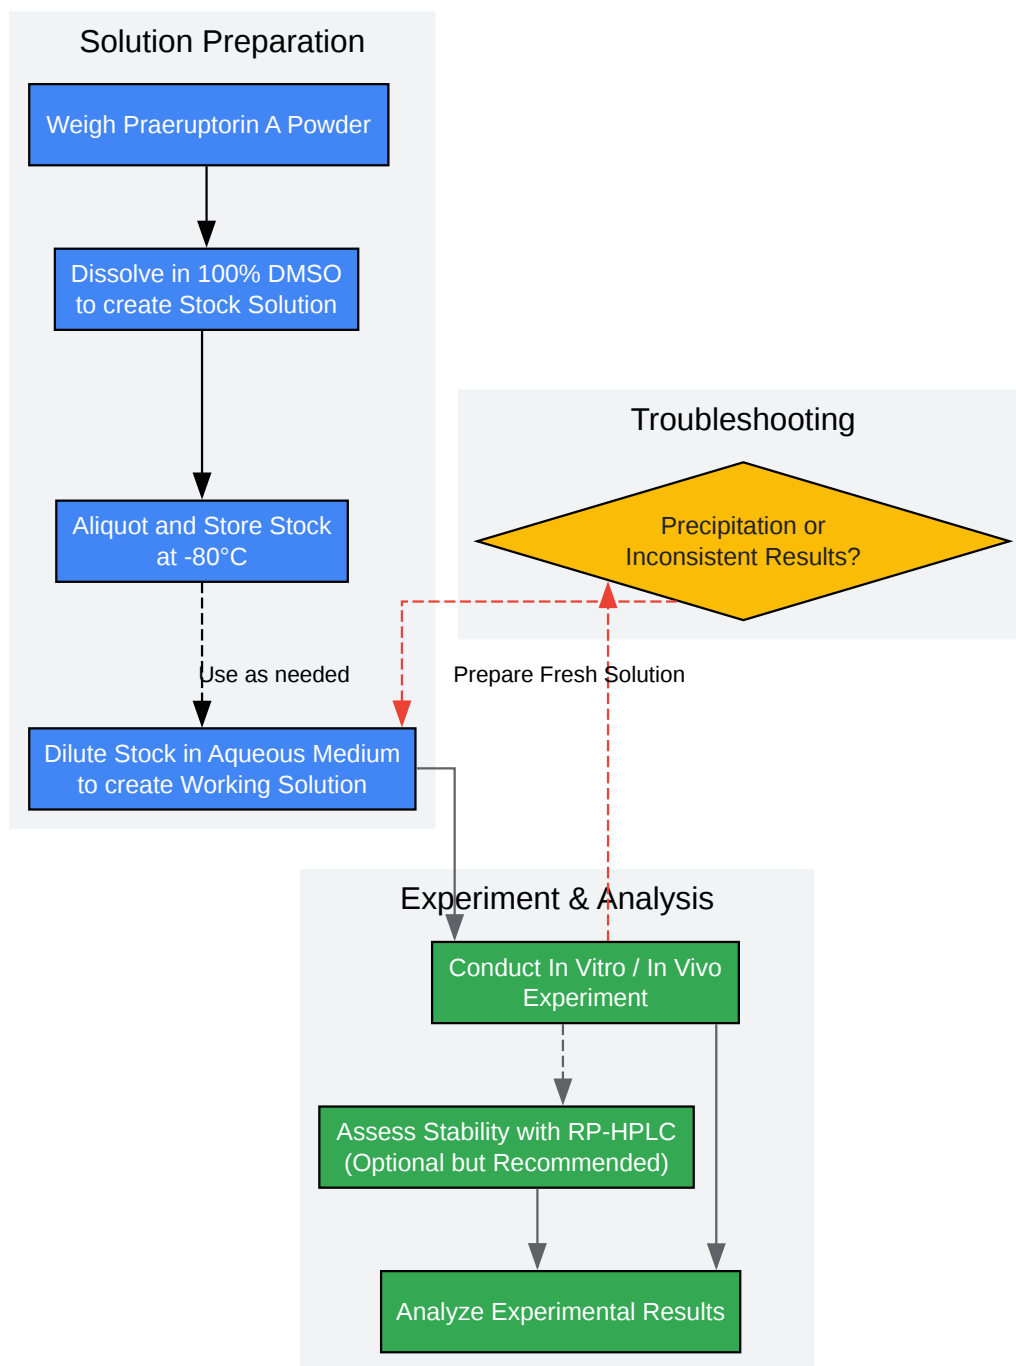 Solution Preparation
Weigh Praeruptorin A Powder
Dissolve in 100% DMSO
to create Stock Solution
Aliquot and Store Stock
at -80°C
Use as needed
Dilute Stock in Aqueous Medium
to create Working Solution
Troubleshooting
Precipitation or
Inconsistent Results?
Prepare Fresh Solution
Experiment & Analysis
Conduct In Vitro / In Vivo
Experiment
Assess Stability with RP-HPLC
(Optional but Recommended)
Analyze Experimental Results